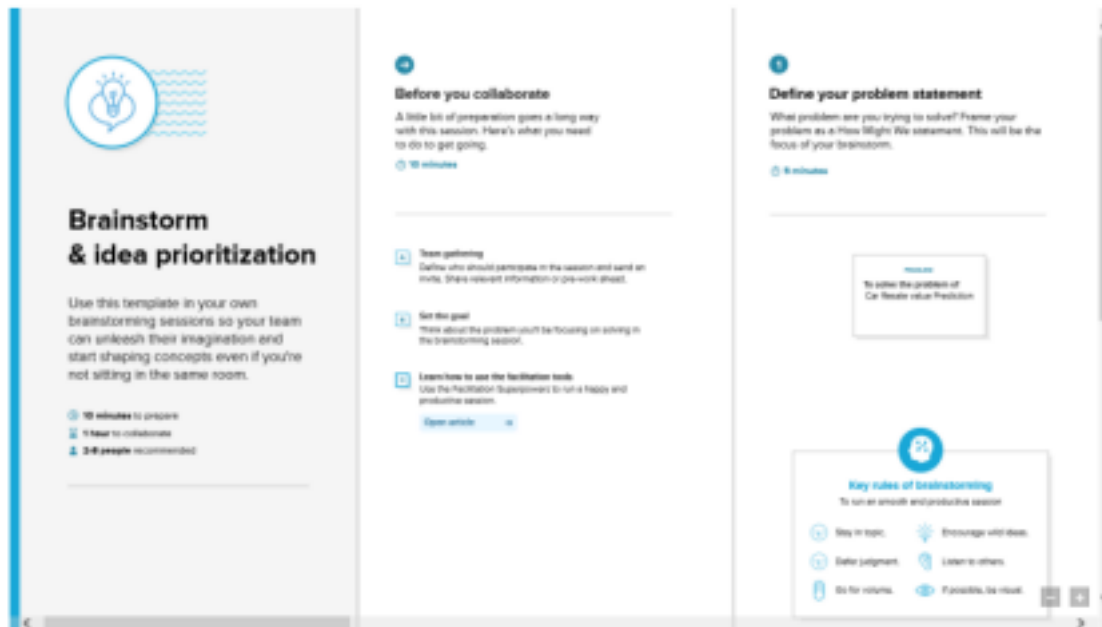 Brainstorm
& idea prioritization
Use this template in your own
brainstorming sessions so your team
can unleash their imagination and
start shaping concepts even if you're
not sitting in the same room.
10 minutes to prepare
1 hour to collaborate
2-8 people recommended
Before you collaborate
A little bit of preparation goes a long way
with this session. Here's what you need
to do to get going.
10 minutes
A
Team gathering
Define who should participate in the session and send an
invite. Share relevant information or pre-work ahead.
B
Set the goal
Think about the problem you'll be focusing on solving in
the brainstorming session.
C
Learn how to use the facilitation tools
Use the Facilitation Superpowers to run a happy and
productive session.
Open article
1
Define your problem statement
What problem are you trying to solve? Frame your
problem as a How Might We statement. This will be the
focus of your brainstorm.
5 minutes
PROBLEM
To solve the problem of
Car Resale value Prediction
Key rules of brainstorming
To run an smooth and productive session
Stay in topic.
Encourage wild ideas.
Defer judgment.
Listen to others.
Go for volume.
If possible, be visual.